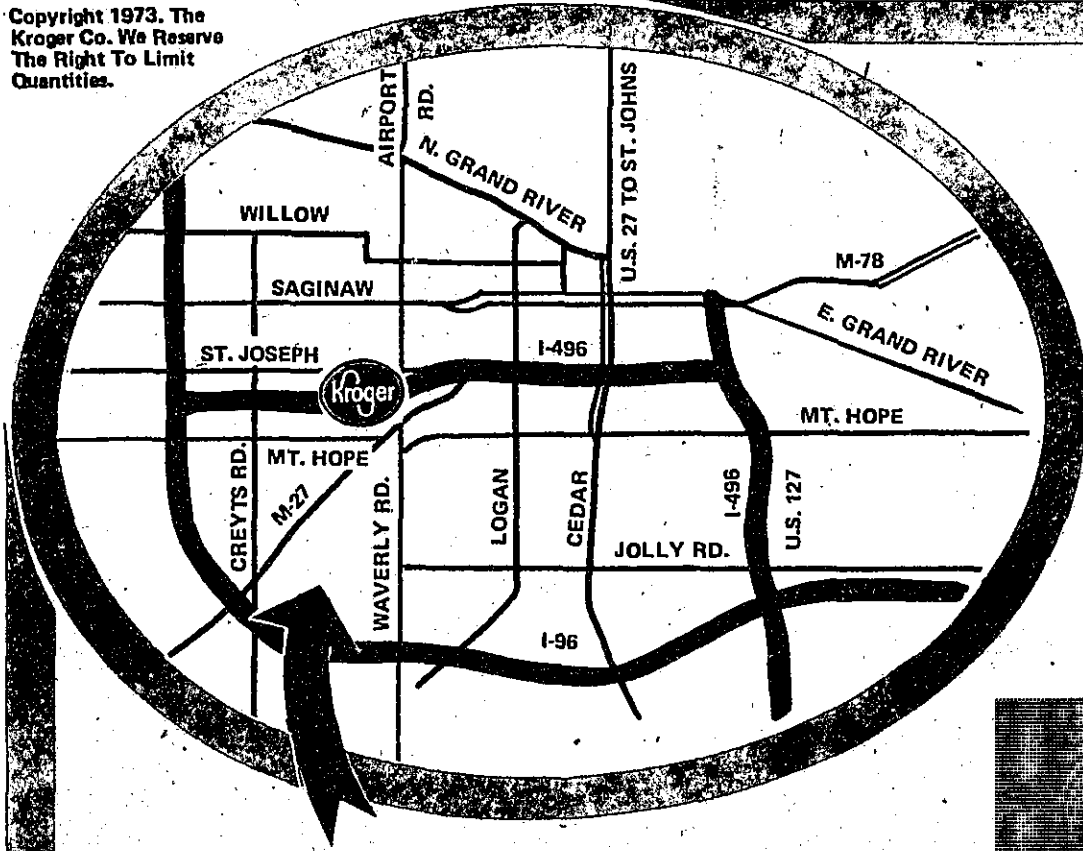 Copyright 1973. The
Kroger Co. We Reserve
The Right To Limit
Quantities.
AIRPORT
RD.
N. GRAND RIVER
U.S. 27 TO ST. JOHNS
WILLOW
M-78
SAGINAW
E. GRAND RIVER
ST. JOSEPH
I-496
Kroger
MT. HOPE
MT. HOPE
CREYTS RD.
M-27
WAVERLY RD.
LOGAN
CEDAR
I-496
U.S. 127
JOLLY RD.
I-96